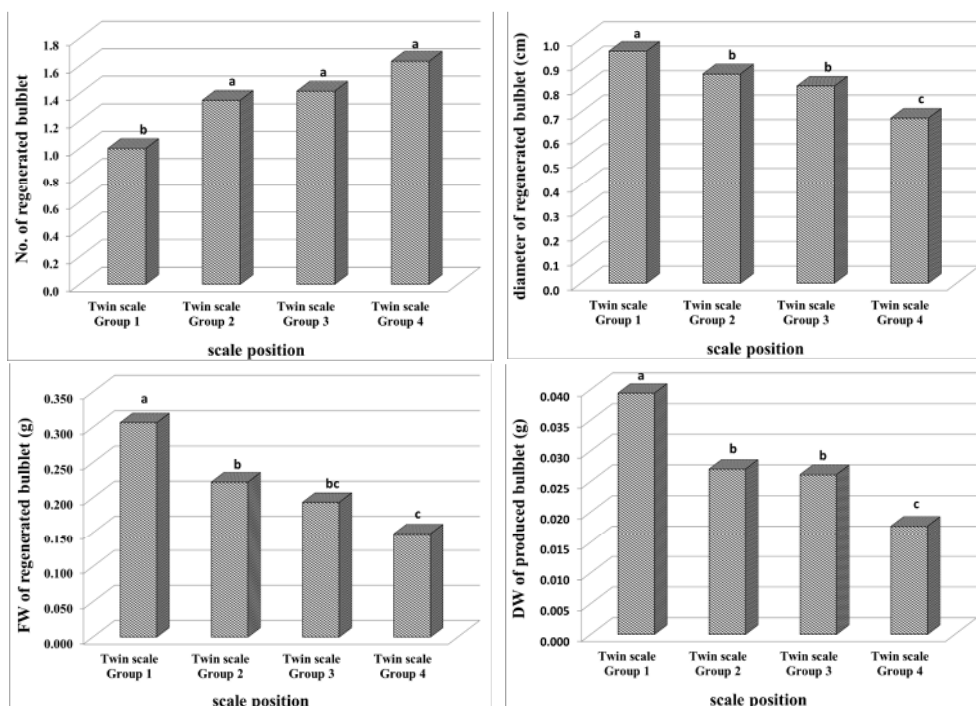 No. of regenerated bulblet
1.8
1.6
1.4
1.2
1.0
0.8
0.6
0.4
0.2
0.0
b
a
a
a
Twin scale
Group 1
Twin scale
Group 2
Twin scale
Group 3
Twin scale
Group 4
scale position
diameter of regenerated bulblet (cm)
1.0
0.9
0.8
0.7
0.6
0.5
0.4
0.3
0.2
0.1
0.0
a
b
b
c
Twin scale
Group 1
Twin scale
Group 2
Twin scale
Group 3
Twin scale
Group 4
scale position
FW of regenerated bulblet (g)
0.350
0.300
0.250
0.200
0.150
0.100
0.050
0.000
a
b
bc
c
Twin scale
Group 1
Twin scale
Group 2
Twin scale
Group 3
Twin scale
Group 4
scale position
DW of produced bulblet (g)
0.040
0.035
0.030
0.025
0.020
0.015
0.010
0.005
0.000
a
b
b
c
Twin scale
Group 1
Twin scale
Group 2
Twin scale
Group 3
Twin scale
Group 4
scale position